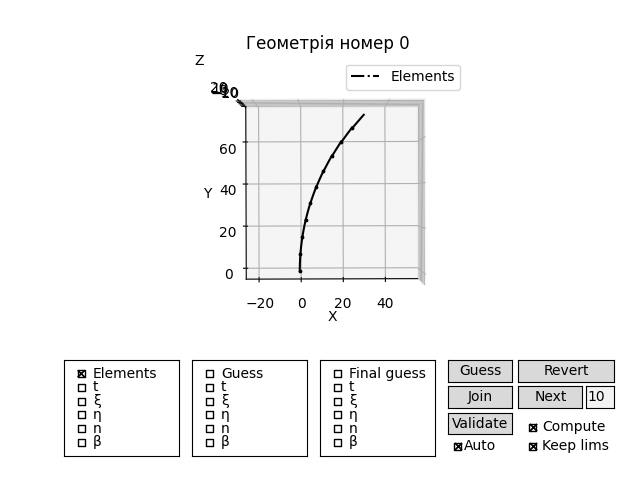 Геометрія номер 0
Z
Elements
60
Y
40
20
0
−20
0
20
40
X
Elements
t
ξ
η
n
β
Guess
t
ξ
η
n
β
Final guess
t
ξ
η
n
β
Guess
Revert
Join
Next
10
Validate
Compute
Auto
Keep lims